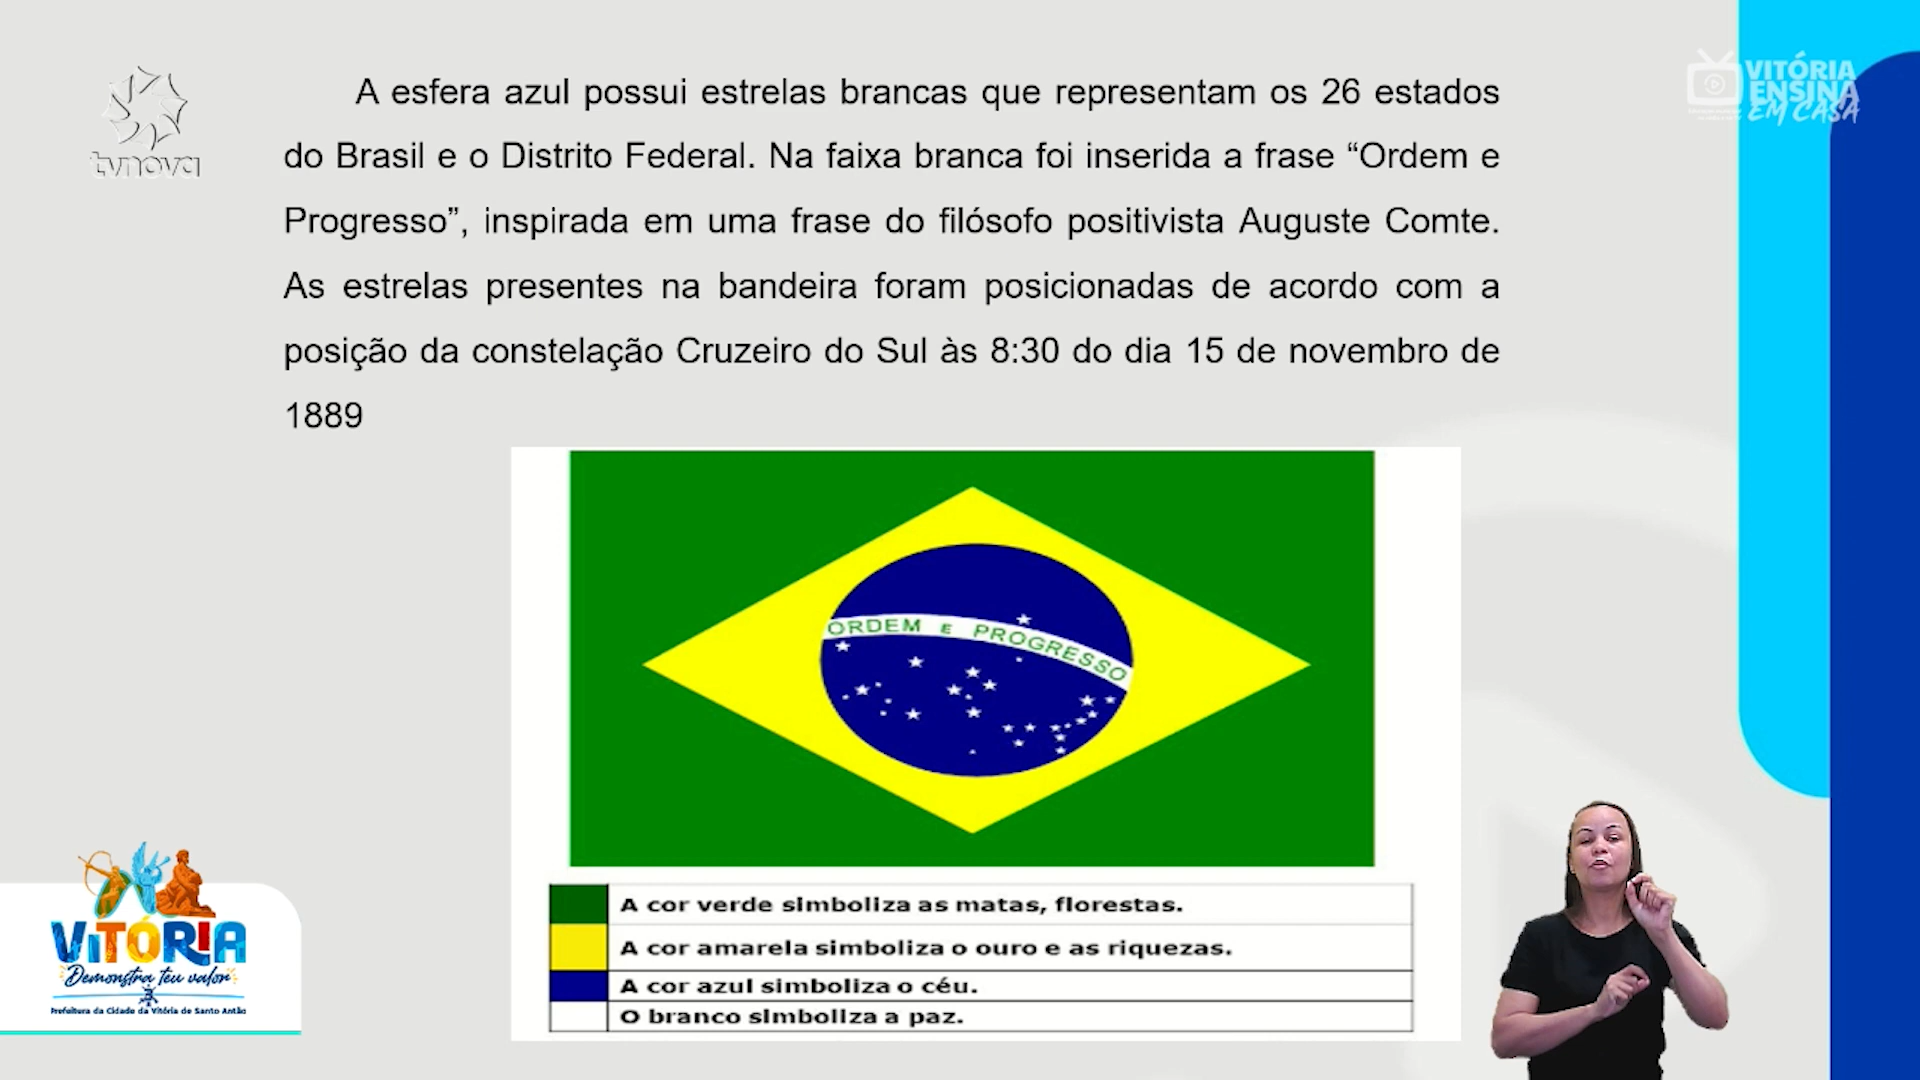 A esfera azul possui estrelas brancas que representam os 26 estados
do Brasil e o Distrito Federal. Na faixa branca foi inserida a frase “Ordem e
Progresso”, inspirada em uma frase do filósofo positivista Auguste Comte.
As estrelas presentes na bandeira foram posicionadas de acordo com a
posição da constelação Cruzeiro do Sul às 8:30 do dia 15 de novembro de
1889
tvnova
VITÓRIA
ENSINA
EM CASA
ORDEM E PROGRESSO
A cor verde simboliza as matas, florestas.
A cor amarela simboliza o ouro e as riquezas.
A cor azul simboliza o céu.
O branco simboliza a paz.
VITÓRIA
Demonstra teu valor
Prefeitura da Cidade da Vitória de Santo Antão